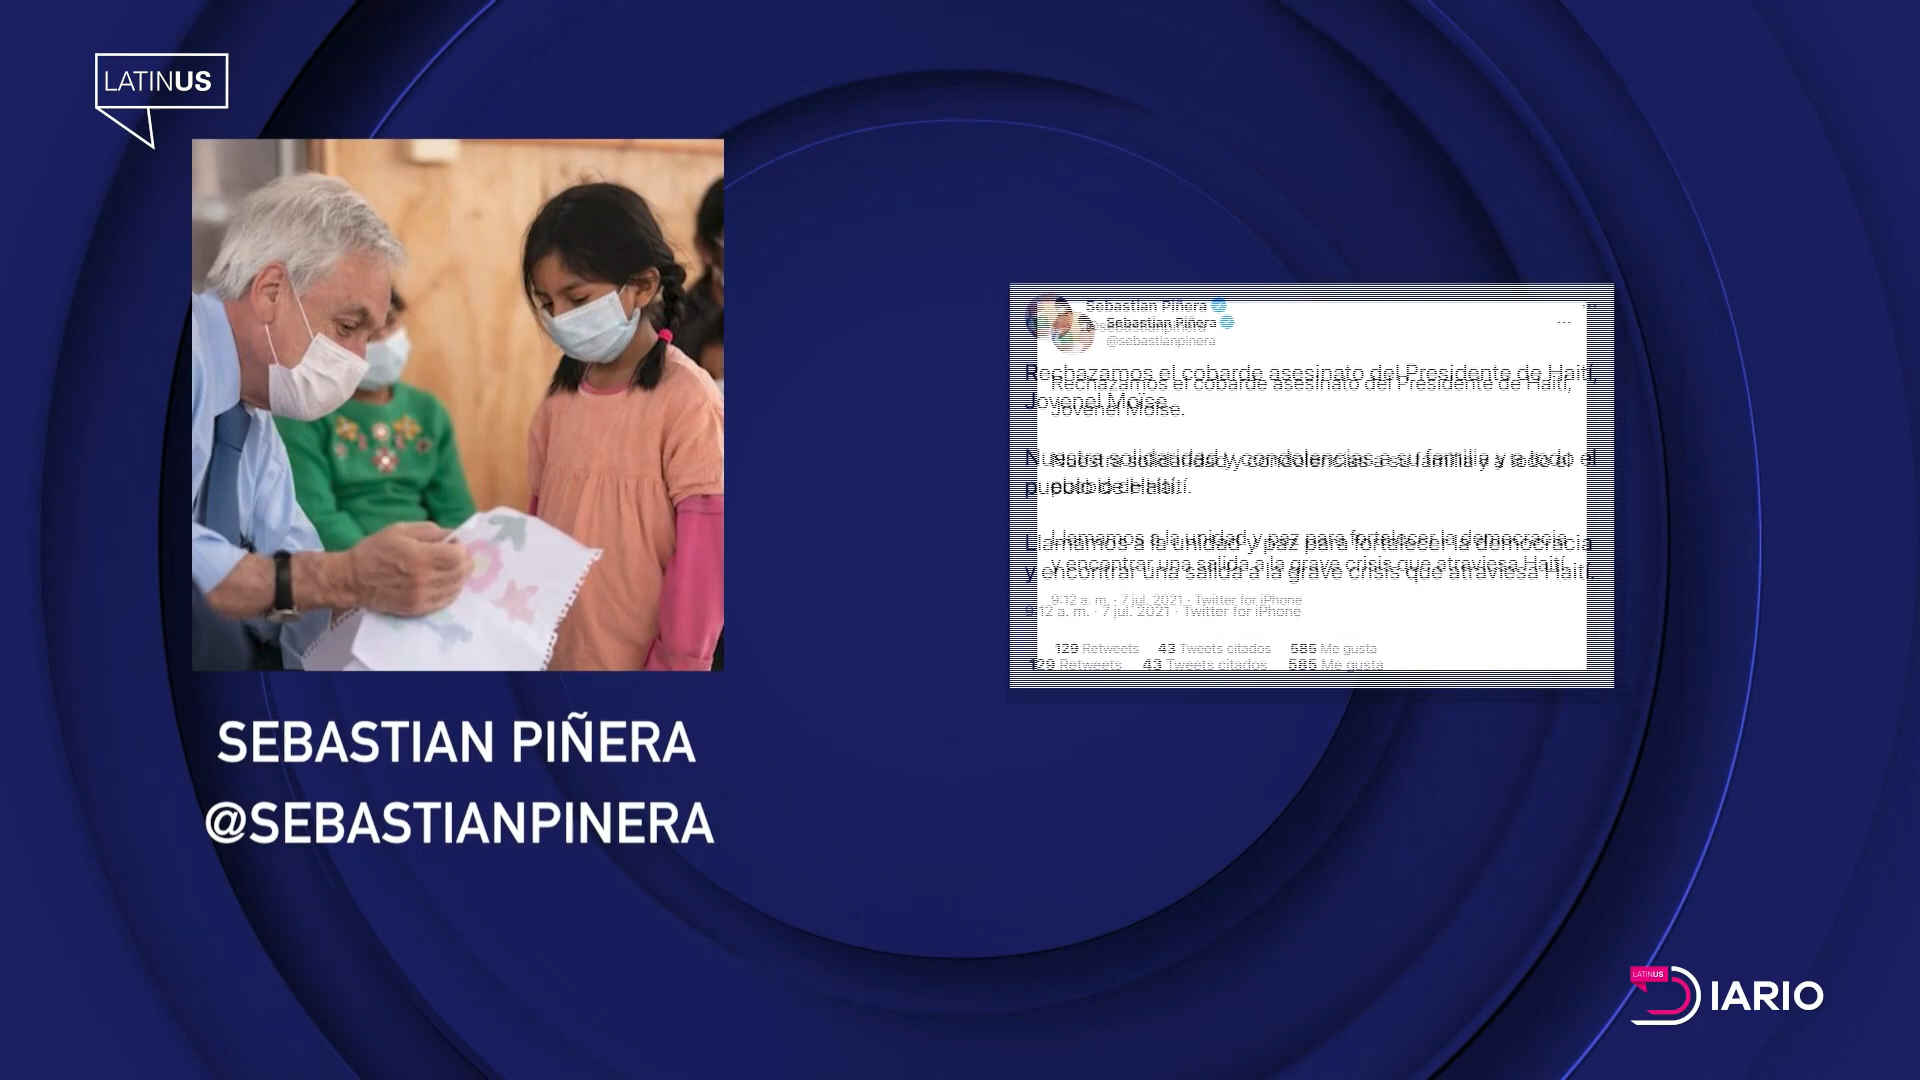 LATINUS
Sebastian Piñera
@sebastianpinera
Rechazamos el cobarde asesinato del Presidente de Haití,
Jovenel Moïse.
Nuestra solidaridad y condolencias a su familia y a todo el
pueblo de Haití.
Llamamos a la unidad y paz para fortalecer la democracia
y encontrar una salida a la grave crisis que atraviesa Haití.
9:12 a. m. · 7 jul. 2021 · Twitter for iPhone
129 Retweets 43 Tweets citados 585 Me gusta
SEBASTIAN PIÑERA
@SEBASTIANPINERA
LATINUS
DIARIO